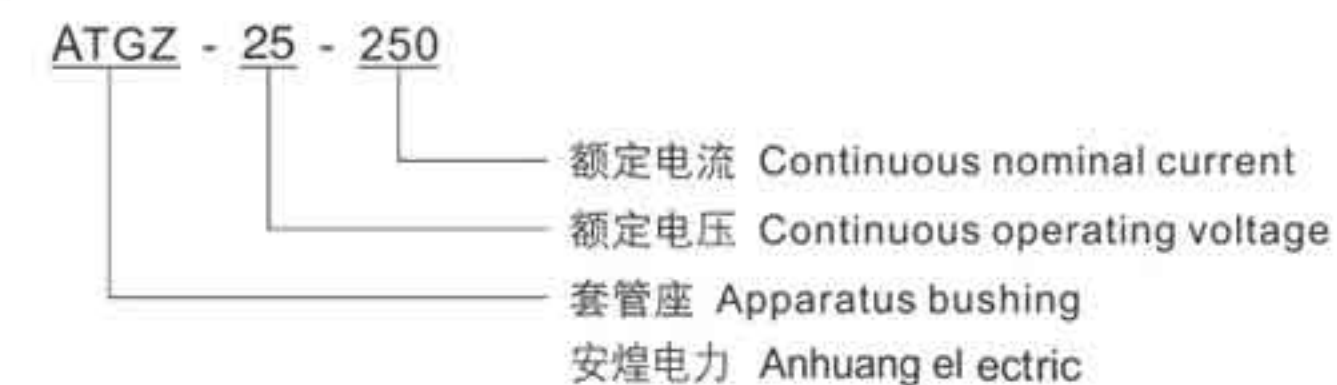 ATGZ - 25 - 250
额定电流 Continuous nominal current
额定电压 Continuous operating voltage
套管座 Apparatus bushing
安煌电力 Anhuang el ectric